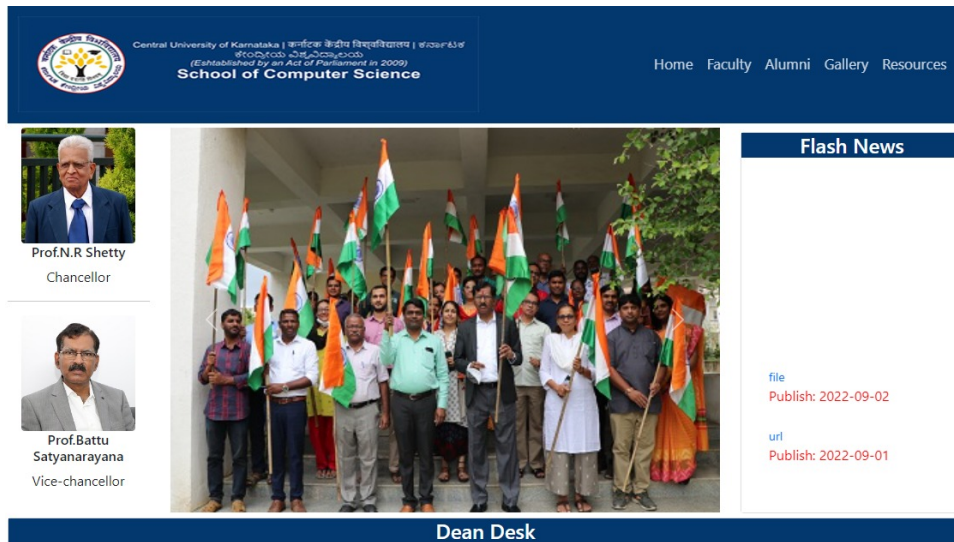 Central University of Karnataka | कर्नाटक केंद्रीय विश्वविद्यालय | ಕರ್ನಾಟಕ
ಕೇಂದ್ರೀಯ ವಿಶ್ವವಿದ್ಯಾಲಯ
(Eshtablished by an Act of Parliament in 2009)
School of Computer Science
Home Faculty Alumni Gallery Resources
Prof.N.R Shetty
Chancellor
Prof.Battu
Satyanarayana
Vice-chancellor
Flash News
file
Publish: 2022-09-02
url
Publish: 2022-09-01
Dean Desk